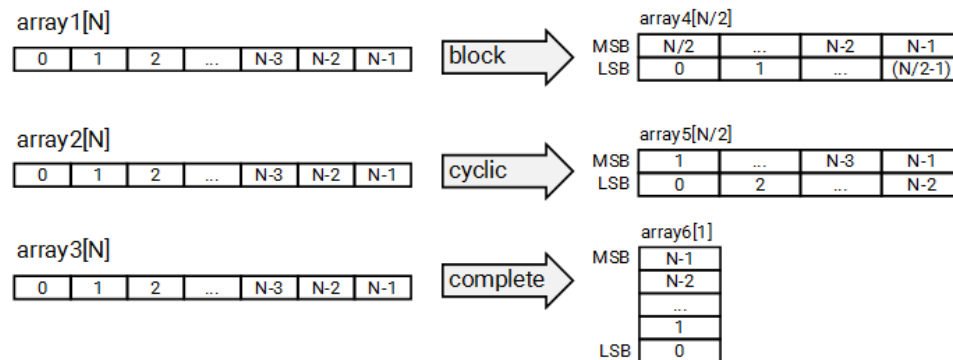 array1[N]
0 1 2 ... N-3 N-2 N-1
block
array4[N/2]
MSB N/2 ... N-2 N-1
LSB 0 1 ... (N/2-1)
array2[N]
0 1 2 ... N-3 N-2 N-1
cyclic
array5[N/2]
MSB 1 ... N-3 N-1
LSB 0 2 ... N-2
array3[N]
0 1 2 ... N-3 N-2 N-1
complete
array6[1]
MSB N-1
N-2
...
1
LSB 0